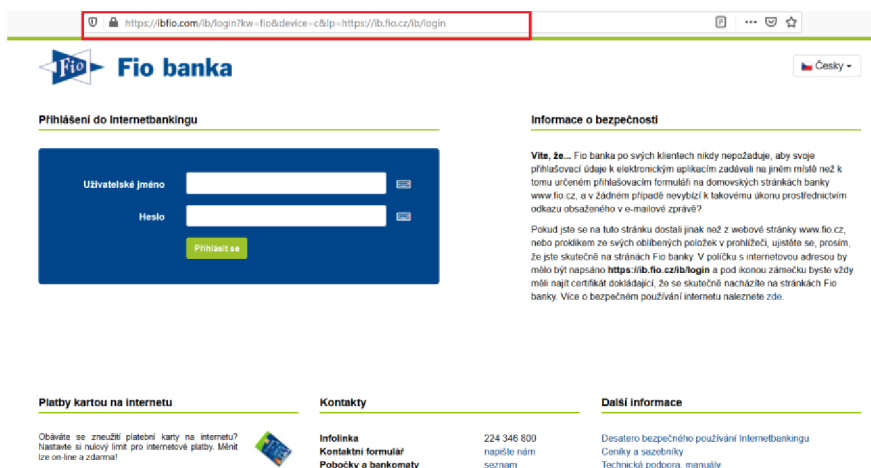 https://ibfio.com/ib/login?kw=fio&device=c&lp=https://ib.fio.cz/ib/login
Fio Fio banka
Česky
Přihlášení do Internetbankingu
Uživatelské jméno
Heslo
Přihlásit se
Informace o bezpečnosti
Víte, že... Fio banka po svých klientech nikdy nepožaduje, aby svoje
přihlašovací údaje k elektronickým aplikacím zadávali na jiném místě než k
tomu určeném přihlašovacím formuláři na domovských stránkách banky
www.fio.cz, a v žádném případě nevybízí k takovému úkonu prostřednictvím
odkazu obsaženého v e-mailové zprávě?
Pokud jste se na tuto stránku dostali jinak než z webové stránky www.fio.cz,
nebo proklikem ze svých oblíbených položek v prohlížeči, ujistěte se, prosím,
že jste skutečně na stránkách Fio banky. V políčku s internetovou adresou by
mělo být napsáno https://ib.fio.cz/ib/login a pod ikonou zámečku byste vždy
měli najít certifikát dokládající, že se skutečně nacházíte na stránkách Fio
banky. Více o bezpečném používání internetu naleznete zde.
Platby kartou na internetu
Obáváte se zneužití platební karty na internetu?
Nastavte si nulový limit pro internetové platby. Měnit
lze on-line a zdarma!
Kontakty
Infolinka 224 346 800
Kontaktní formulář napište nám
Pobočky a bankomaty seznam
Další informace
Desatero bezpečného používání Internetbankingu
Ceníky a sazebníky
Technická podpora, manuály